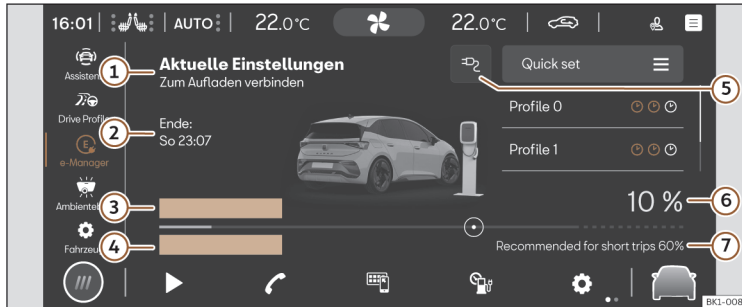 16:01 AUTO 22.0°C 22.0°C
Assisten
Drive Profile
E
e-Manager
Ambientebe
Fahrzeu
1
Aktuelle Einstellungen
Zum Aufladen verbinden
2
Ende:
So 23:07
3
4
Quick set
5
Profile 0
Profile 1
10 %
6
Recommended for short trips 60%
7
BK1-008